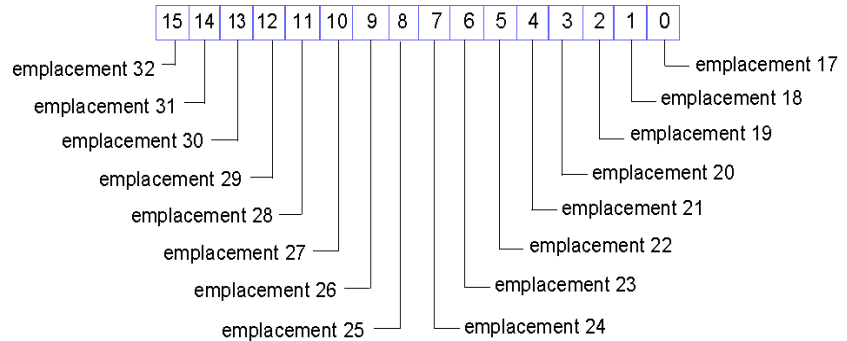 15 14 13 12 11 10 9 8 7 6 5 4 3 2 1 0
emplacement 32
emplacement 17
emplacement 31
emplacement 18
emplacement 30
emplacement 19
emplacement 29
emplacement 20
emplacement 28
emplacement 21
emplacement 27
emplacement 22
emplacement 26
emplacement 23
emplacement 25
emplacement 24